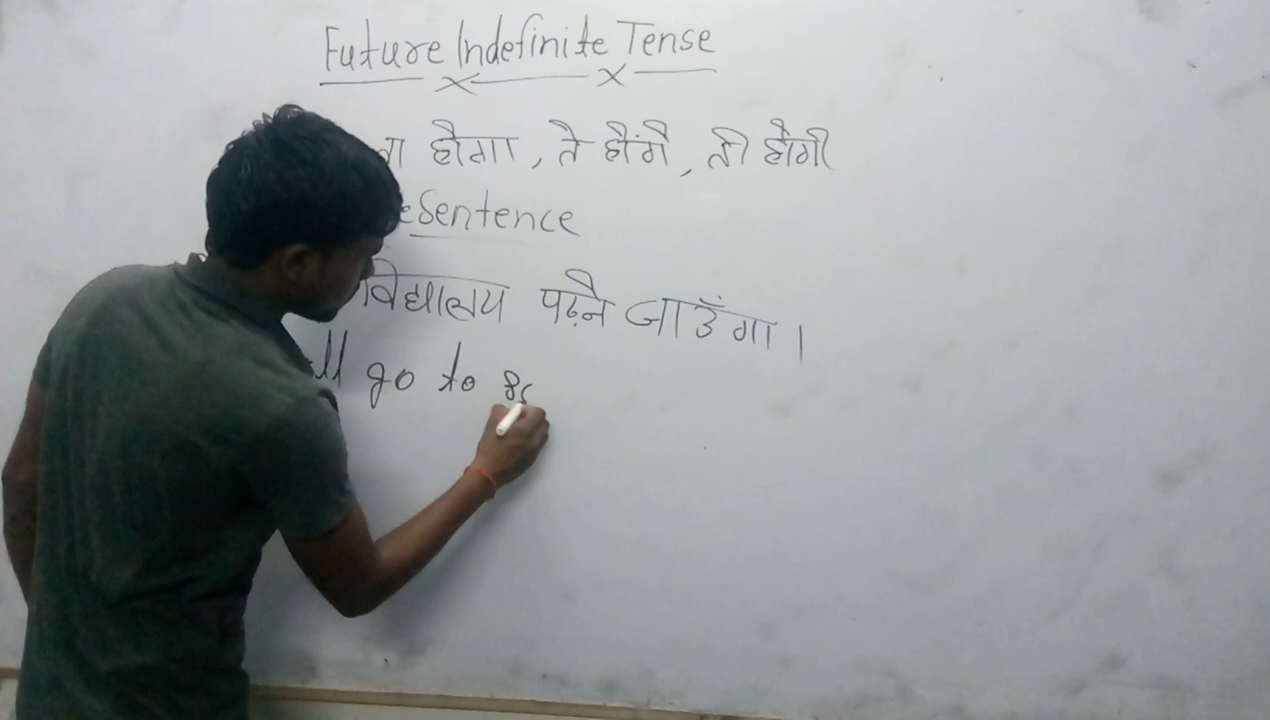 Future Indefinite Tense
ता होगा, ते होंगे, ती होगी
Sentence
विद्यालय पढ़ने जाउँगा।
go to